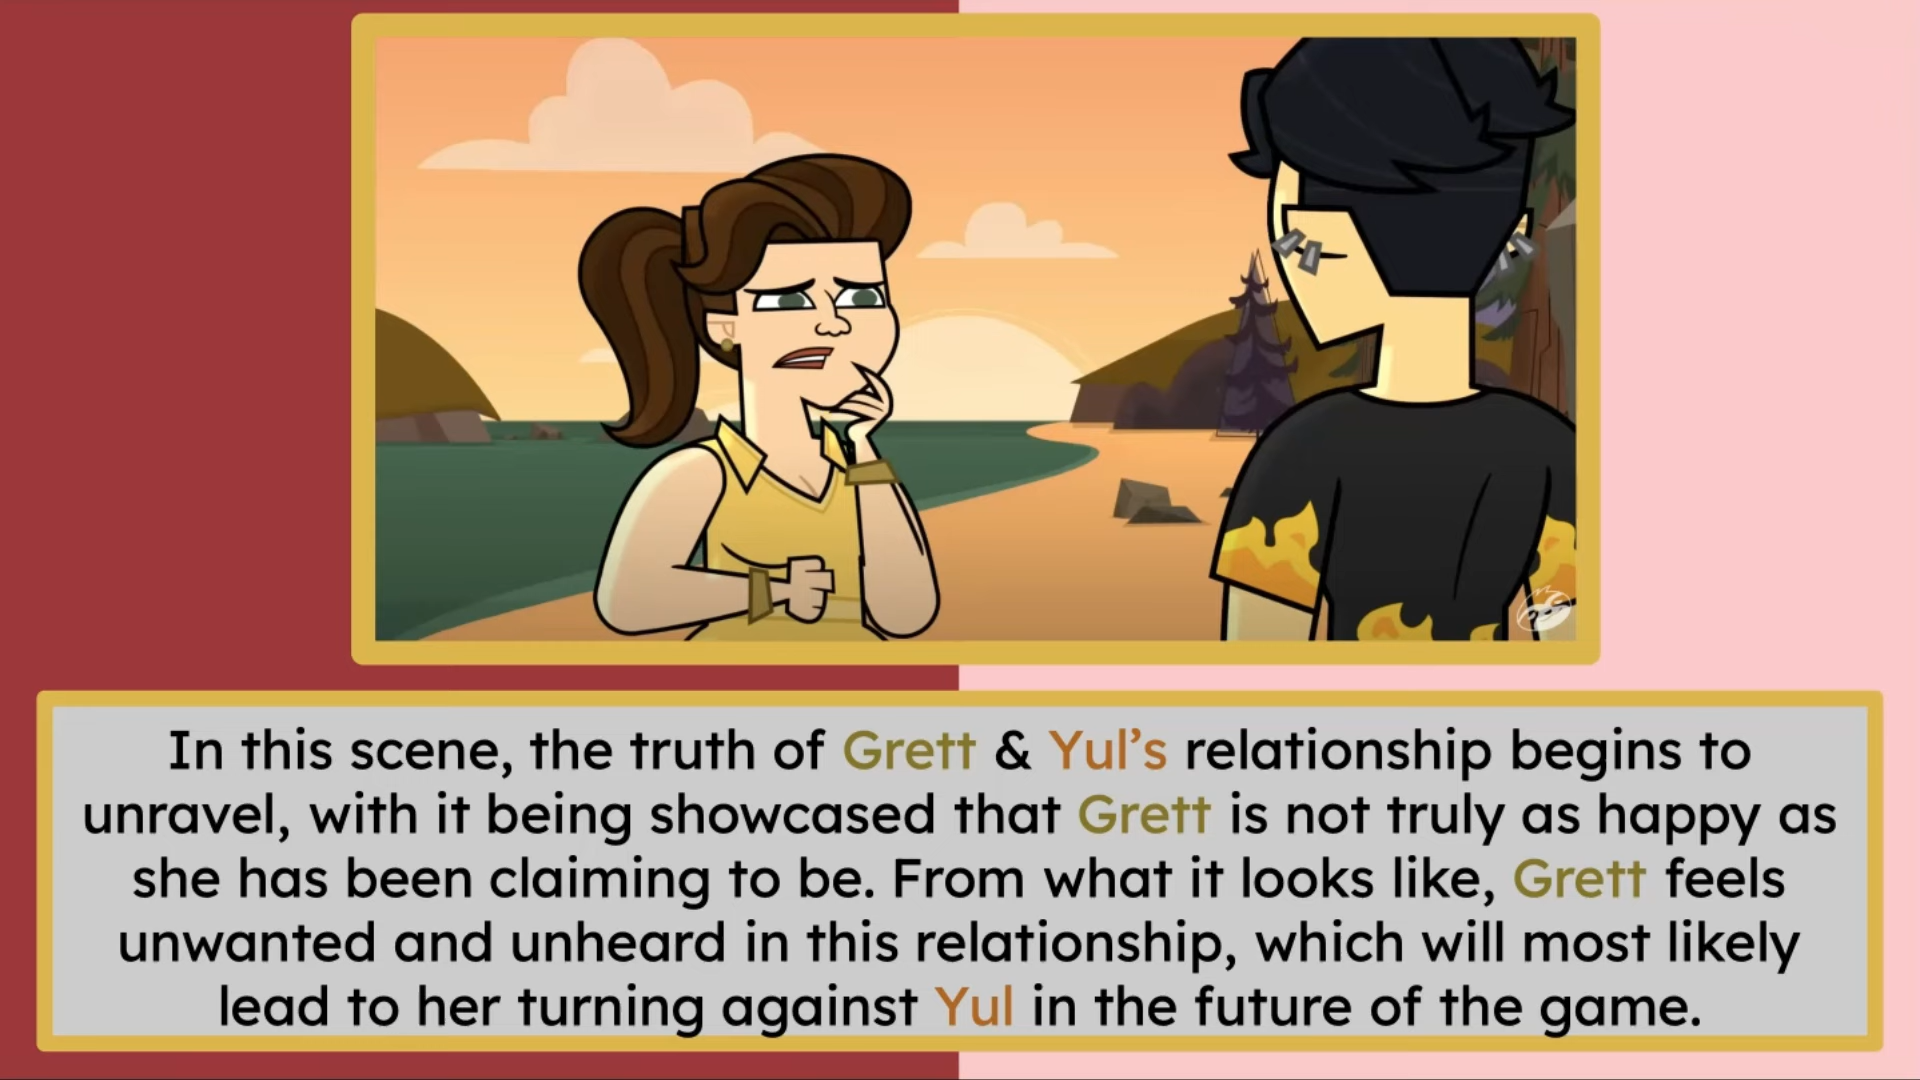 In this scene, the truth of Grett & Yul’s relationship begins to
unravel, with it being showcased that Grett is not truly as happy as
she has been claiming to be. From what it looks like, Grett feels
unwanted and unheard in this relationship, which will most likely
lead to her turning against Yul in the future of the game.